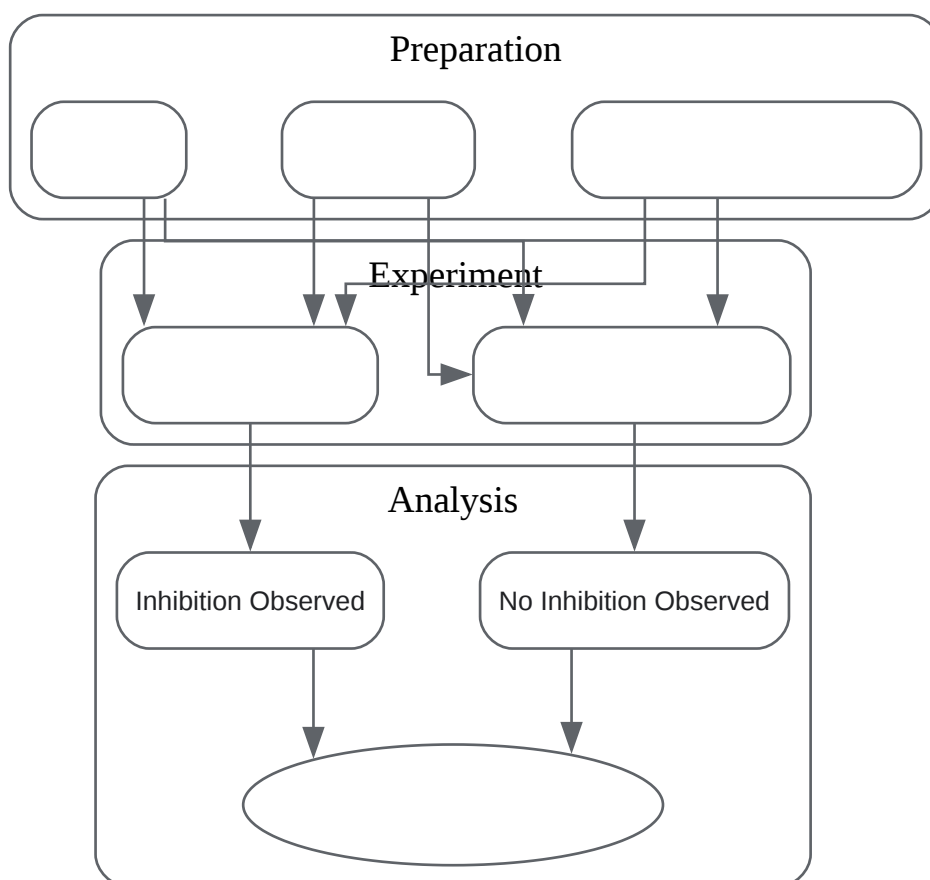 Preparation
Experiment
Analysis
Inhibition Observed
No Inhibition Observed